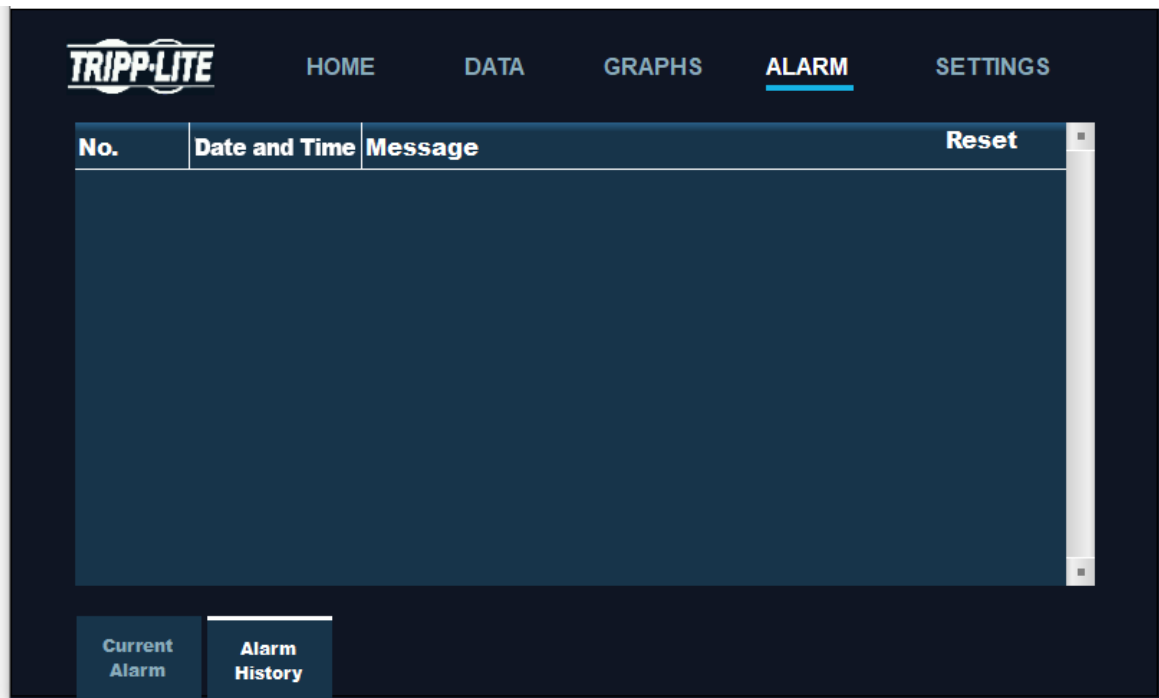 TRIPP·LITE HOME DATA GRAPHS ALARM SETTINGS
No. Date and Time Message Reset
Current Alarm
Alarm History